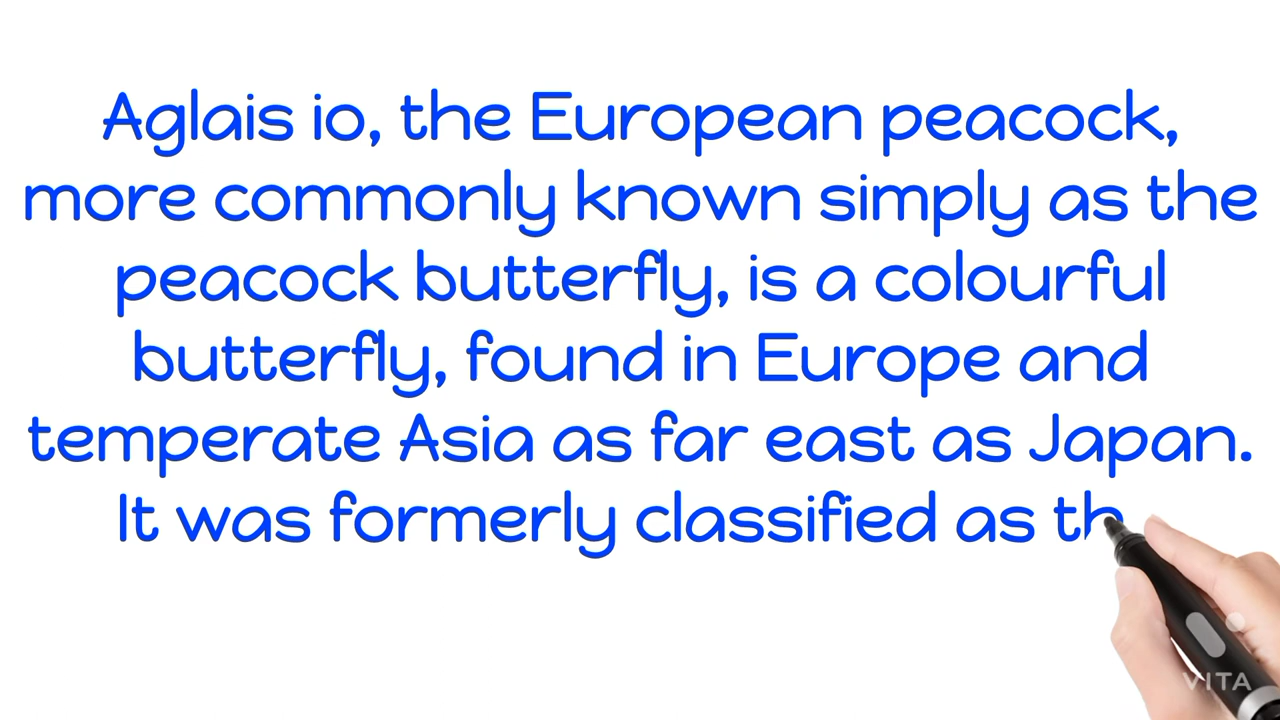 Aglais io, the European peacock,
more commonly known simply as the
peacock butterfly, is a colourful
butterfly, found in Europe and
temperate Asia as far east as Japan.
It was formerly classified as th
VITA